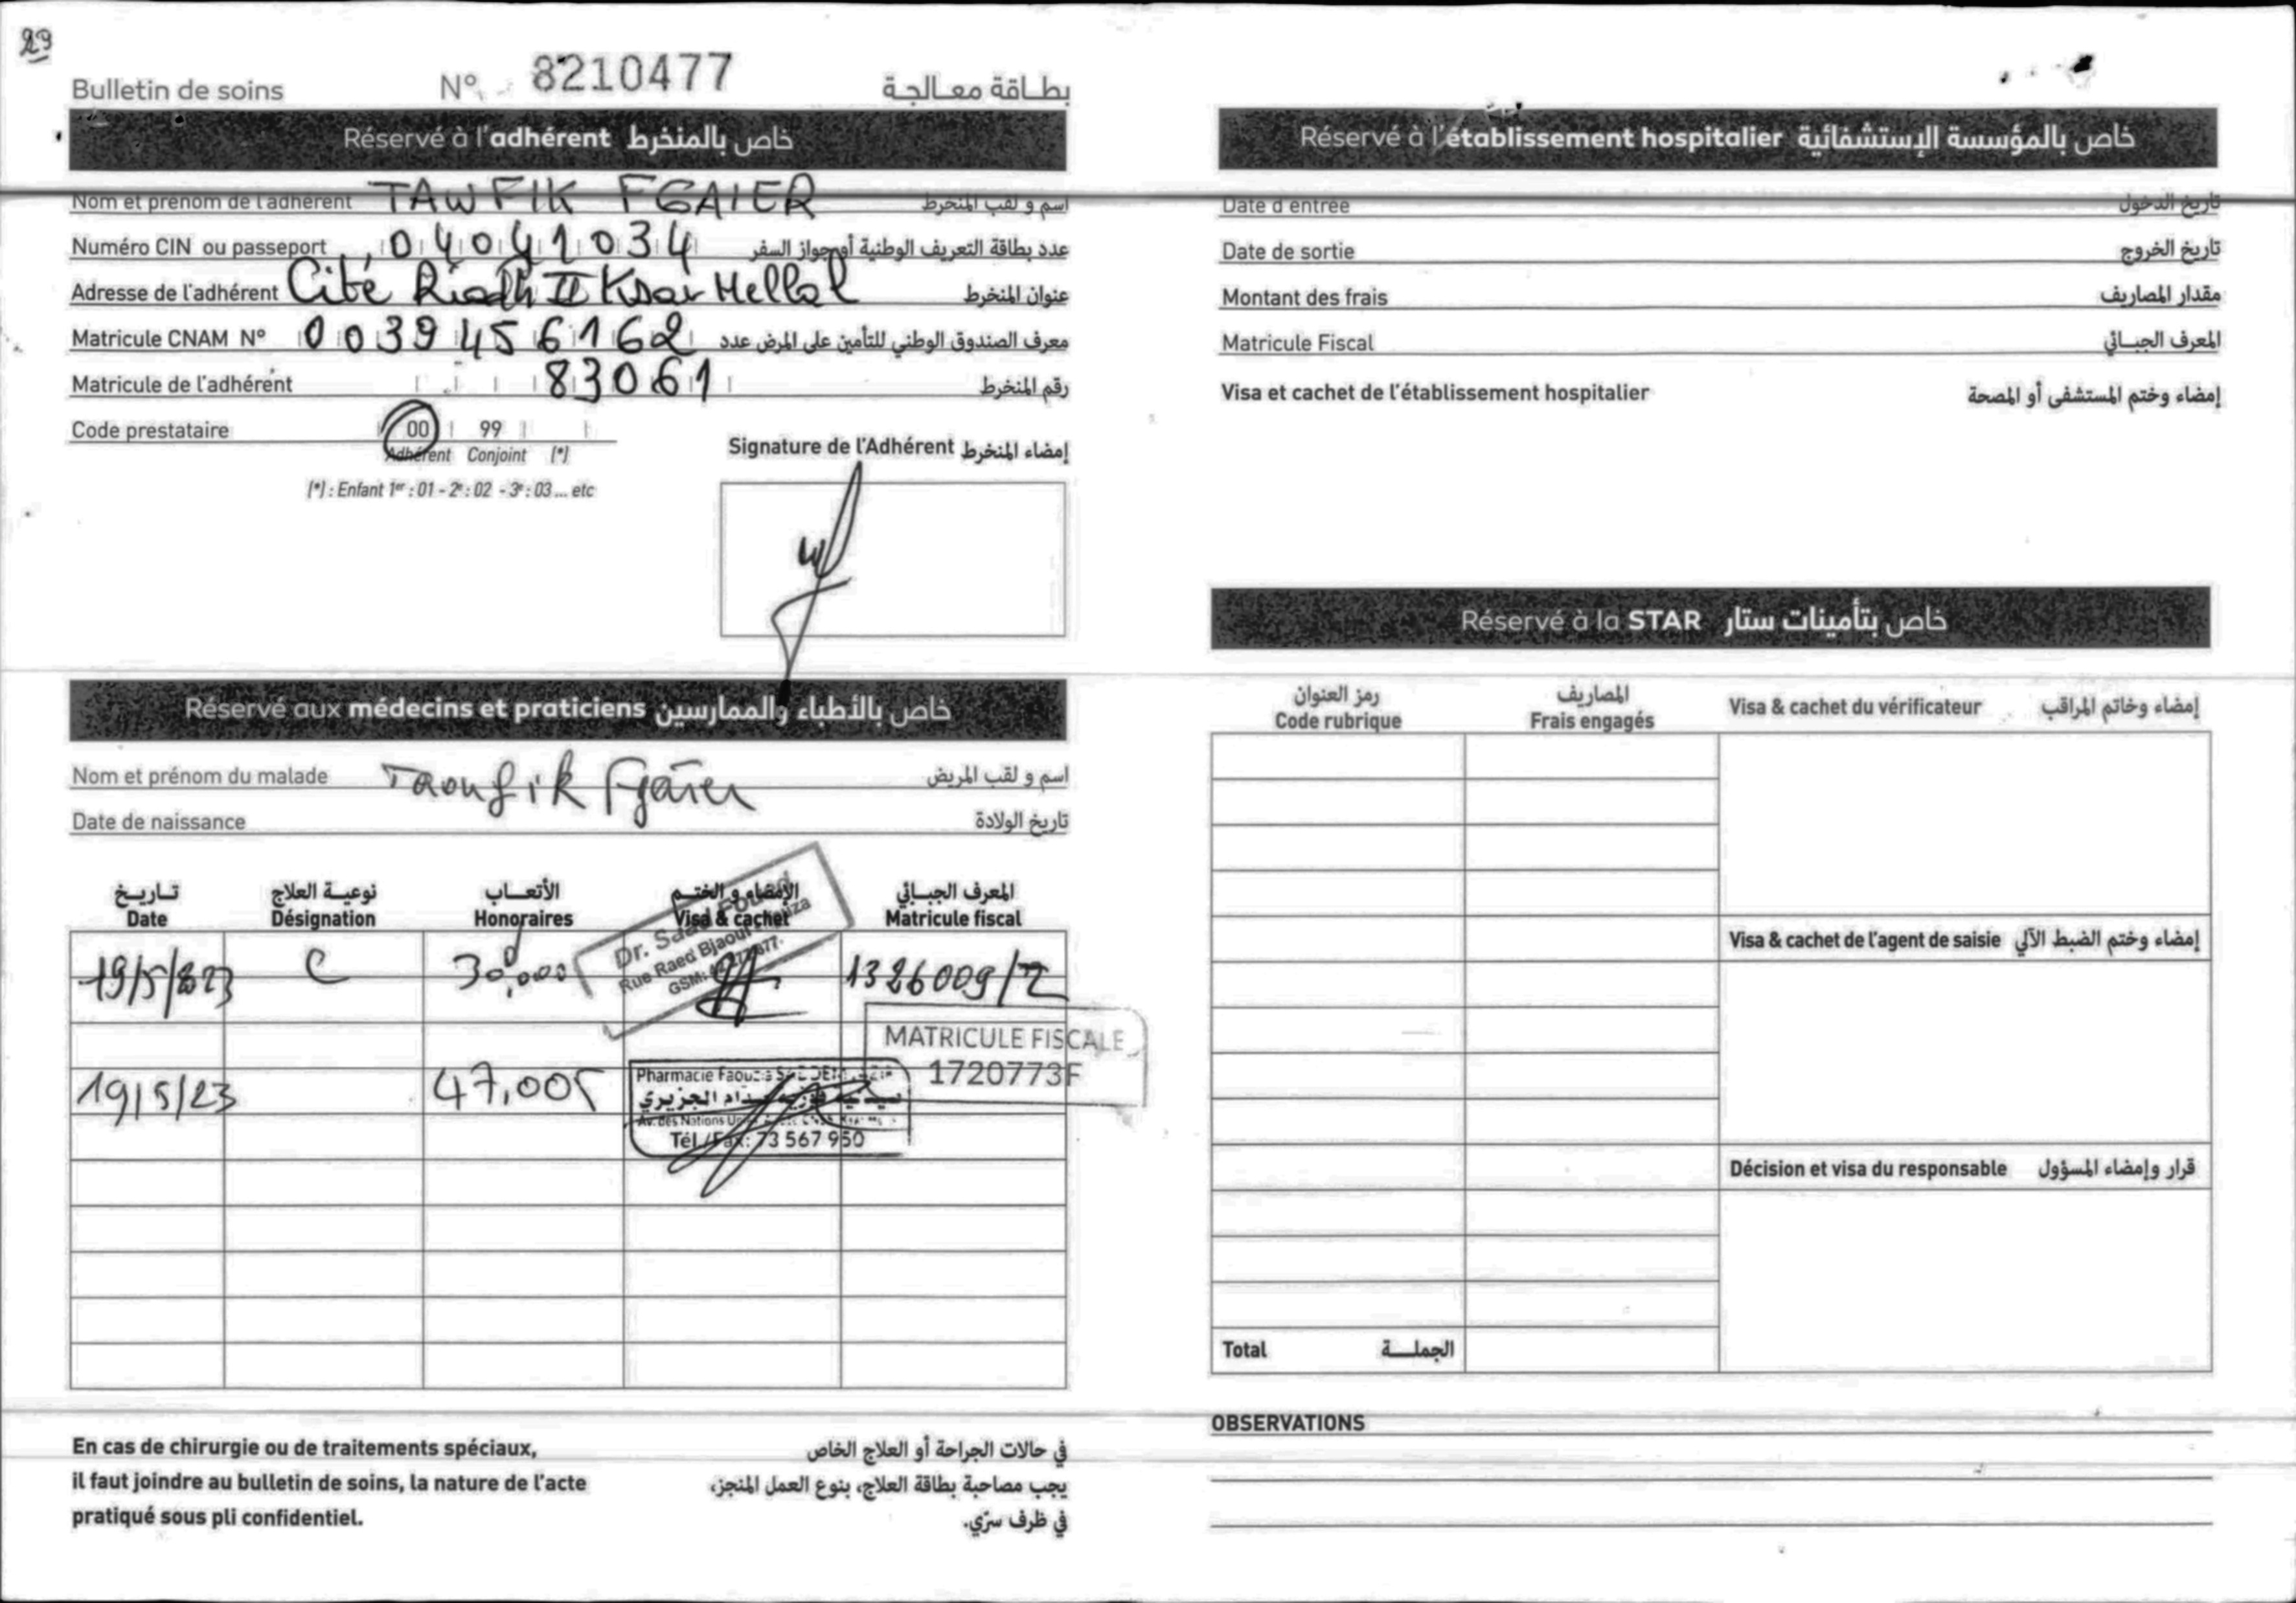 29
Bulletin de soins N° 8210477 بطاقة معالجة
Réservé à l'adhérent خاص بالمنخرط
Nom et prénom de l'adhérent TAWFIK FGAIER اسم و لقب المنخرط
Numéro CIN ou passeport 04041034 عدد بطاقة التعريف الوطنية أو جواز السفر
Adresse de l'adhérent Cité Riadh II Ksar Hellal عنوان المنخرط
Matricule CNAM N° 0039456162 معرف الصندوق الوطني للتأمين على المرض عدد
Matricule de l'adhérent 83061 رقم المنخرط
Code prestataire 00 99
Adhérent Conjoint (*)
(*) : Enfant 1er : 01 - 2e : 02 - 3e : 03 ... etc
Signature de l'Adhérent إمضاء المنخرط
Réservé aux médecins et praticiens خاص بالأطباء والممارسين
Nom et prénom du malade Taoufik Fgaier اسم و لقب المريض
Date de naissance تاريخ الولادة
تاريخ نوعية العلاج الأتعاب الإمضاء و الختم المعرف الجبائي
Date Désignation Honoraires Visa & cachet Matricule fiscal
19/5/2023 C 30,000 1326009/Z
Dr.
Rue Raed Bjaoui
GSM:
MATRICULE FISCALE
1720773F
19/5/23 47,005
Pharmacie
الجزيري
Av. des Nations
Tél./Fax: 73 567 950
En cas de chirurgie ou de traitements spéciaux,
il faut joindre au bulletin de soins, la nature de l'acte
pratiqué sous pli confidentiel.
في حالات الجراحة أو العلاج الخاص
يجب مصاحبة بطاقة العلاج، بنوع العمل المنجز،
في ظرف سرّي.
Réservé à l'établissement hospitalier خاص بالمؤسسة الإستشفائية
Date d'entrée تاريخ الدخول
Date de sortie تاريخ الخروج
Montant des frais مقدار المصاريف
Matricule Fiscal المعرف الجبائي
Visa et cachet de l'établissement hospitalier إمضاء وختم المستشفى أو المصحة
Réservé à la STAR خاص بتأمينات ستار
رمز العنوان المصاريف
Code rubrique Frais engagés Visa & cachet du vérificateur إمضاء وخاتم المراقب
Visa & cachet de l'agent de saisie إمضاء وختم الضبط الآلي
Décision et visa du responsable قرار وإمضاء المسؤول
Total الجملة
OBSERVATIONS